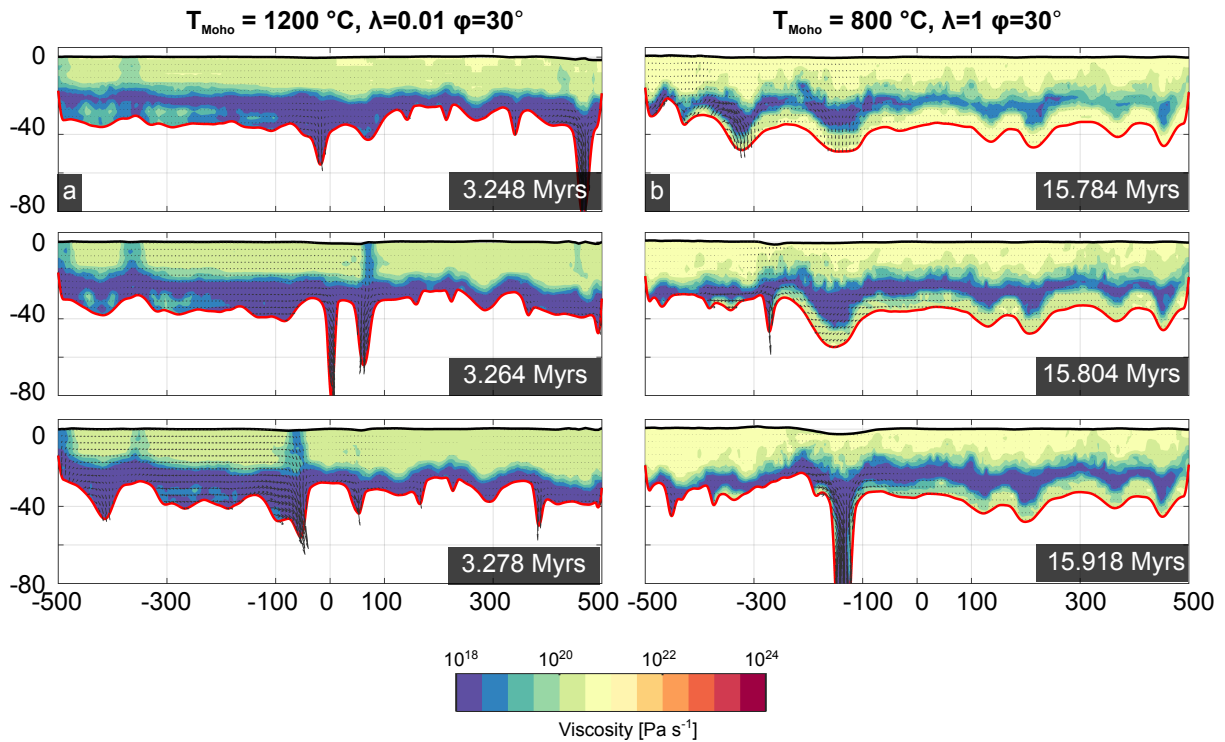 T_Moho = 1200 °C, λ=0.01 φ=30°
T_Moho = 800 °C, λ=1 φ=30°
0
-40
-80
a
3.248 Myrs
b
15.784 Myrs
0
-40
-80
3.264 Myrs
15.804 Myrs
0
-40
-80
3.278 Myrs
15.918 Myrs
-500 -300 -100 0 100 300 500
-500 -300 -100 0 100 300 500
10^18 10^20 10^22 10^24
Viscosity [Pa s^-1]